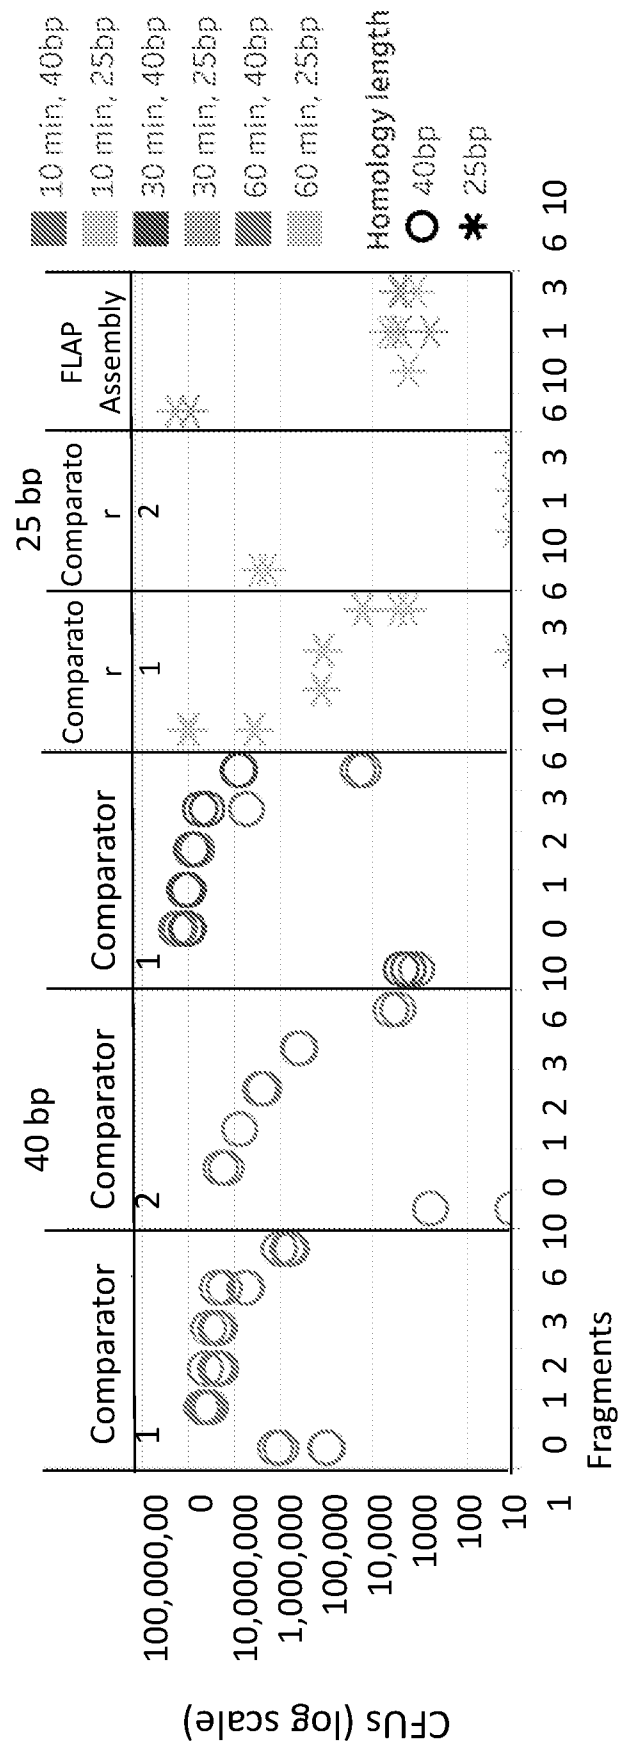 40 bp
25 bp
Comparator
1
Comparator
2
Comparator
1
Comparato
r
1
Comparato
r
2
FLAP
Assembly
CFUs (log scale)
100,000,00
0
10,000,000
1,000,000
100,000
10,000
1000
100
10
1
0 1 2 3 6 10 0 1 2 3 6 10 0 1 2 3 6 10 1 3 6 10 1 3 6 10 1 3 6 10
Fragments
10 min, 40bp
10 min, 25bp
30 min, 40bp
30 min, 25bp
60 min, 40bp
60 min, 25bp
Homology length
40bp
25bp